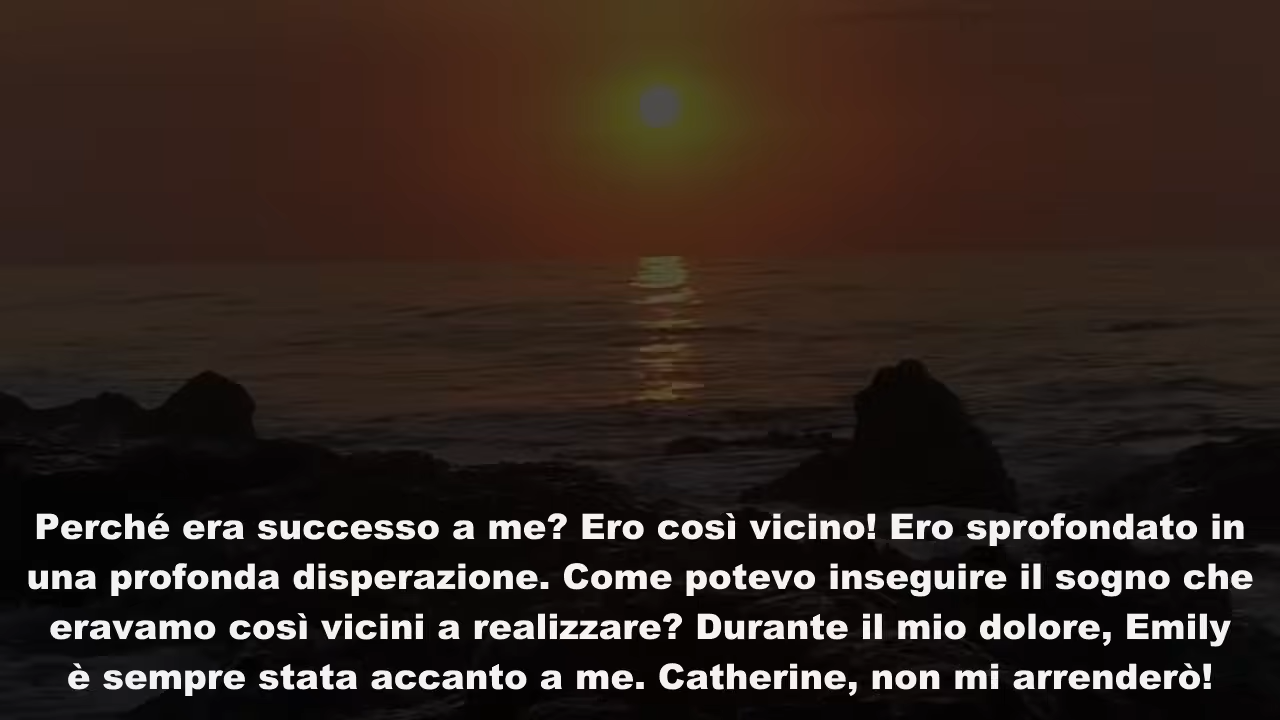 Perché era successo a me? Ero così vicino! Ero sprofondato in
una profonda disperazione. Come potevo inseguire il sogno che
eravamo così vicini a realizzare? Durante il mio dolore, Emily
è sempre stata accanto a me. Catherine, non mi arrenderò!